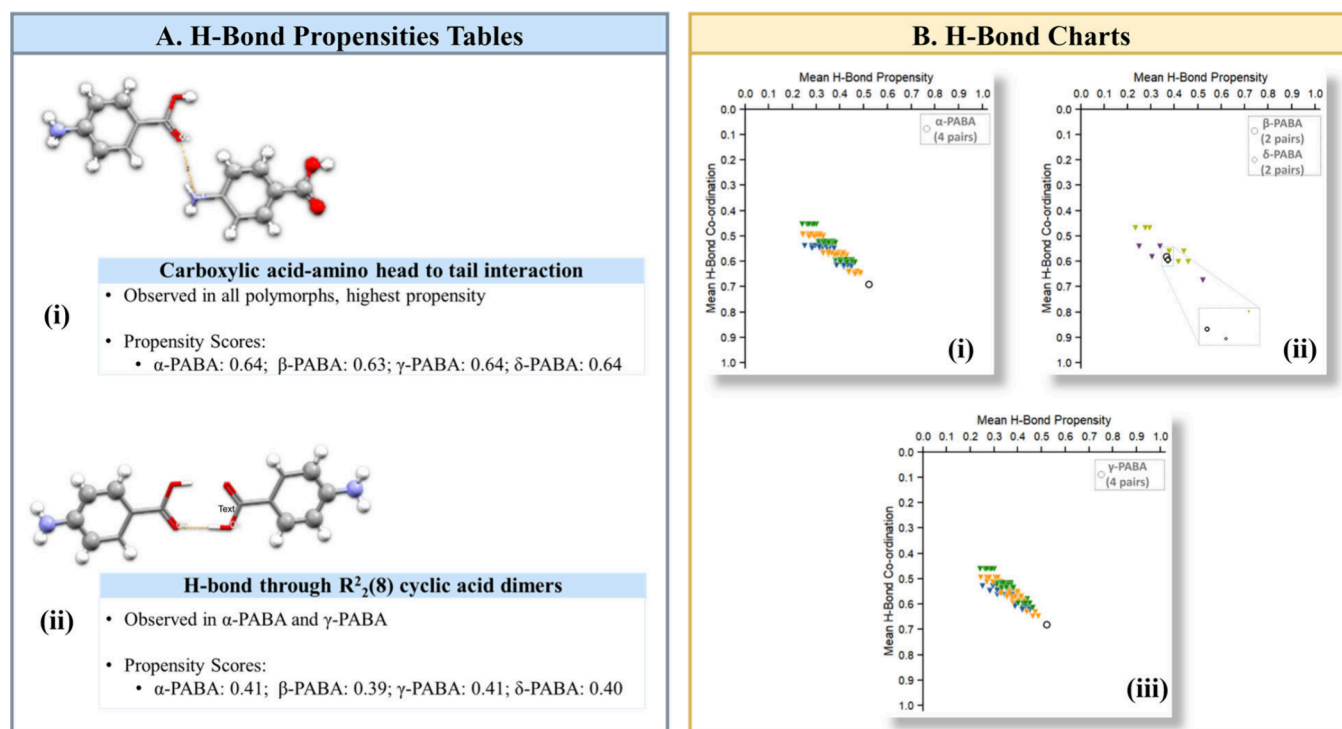 A. H-Bond Propensities Tables
Text
Carboxylic acid-amino head to tail interaction
(i)
• Observed in all polymorphs, highest propensity
• Propensity Scores:
• α-PABA: 0.64; β-PABA: 0.63; γ-PABA: 0.64; δ-PABA: 0.64
H-bond through R²₂(8) cyclic acid dimers
(ii)
• Observed in α-PABA and γ-PABA
• Propensity Scores:
• α-PABA: 0.41; β-PABA: 0.39; γ-PABA: 0.41; δ-PABA: 0.40
B. H-Bond Charts
Mean H-Bond Propensity
0.0 0.1 0.2 0.3 0.4 0.5 0.6 0.7 0.8 0.9 1.0
Mean H-Bond Co-ordination
0.0
0.1
0.2
0.3
0.4
0.5
0.6
0.7
0.8
0.9
1.0
α-PABA
(4 pairs)
(i)
Mean H-Bond Propensity
0.0 0.1 0.2 0.3 0.4 0.5 0.6 0.7 0.8 0.9 1.0
Mean H-Bond Co-ordination
0.0
0.1
0.2
0.3
0.4
0.5
0.6
0.7
0.8
0.9
1.0
β-PABA
(2 pairs)
δ-PABA
(2 pairs)
(ii)
Mean H-Bond Propensity
0.0 0.1 0.2 0.3 0.4 0.5 0.6 0.7 0.8 0.9 1.0
Mean H-Bond Co-ordination
0.0
0.1
0.2
0.3
0.4
0.5
0.6
0.7
0.8
0.9
1.0
γ-PABA
(4 pairs)
(iii)